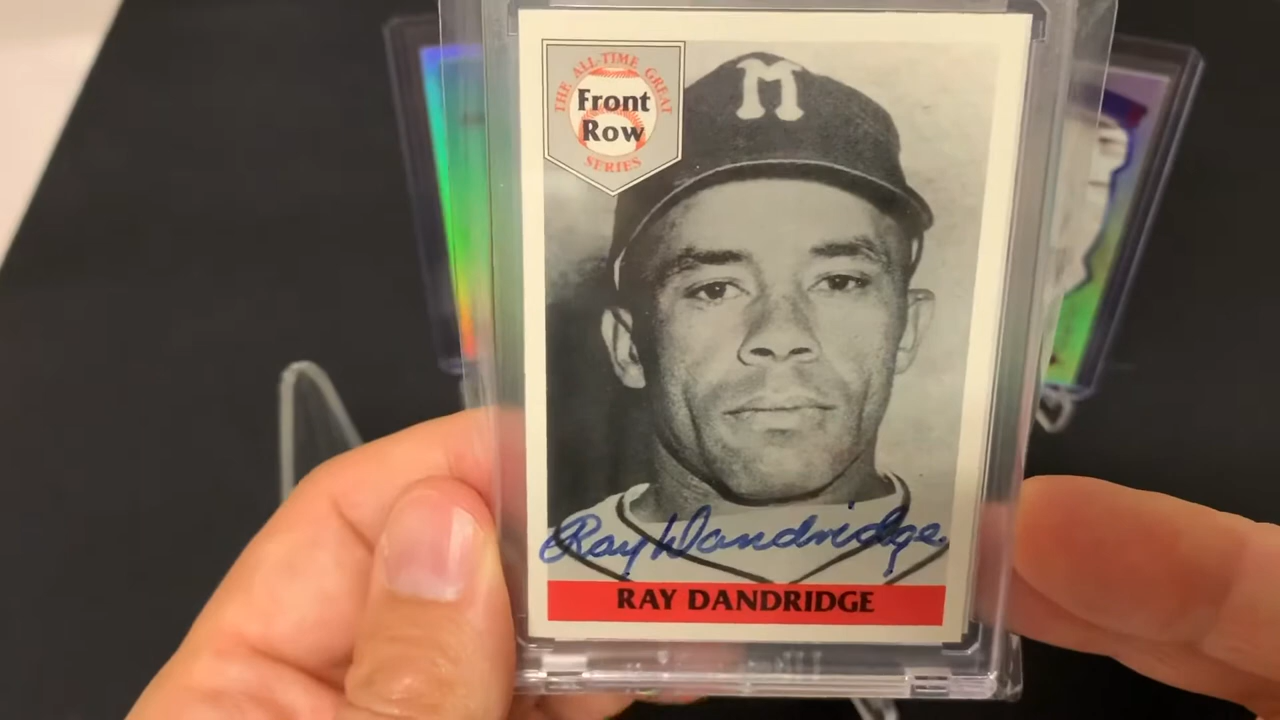 M
THE ALL-TIME GREAT
Front
Row
SERIES
Ray Dandridge
RAY DANDRIDGE